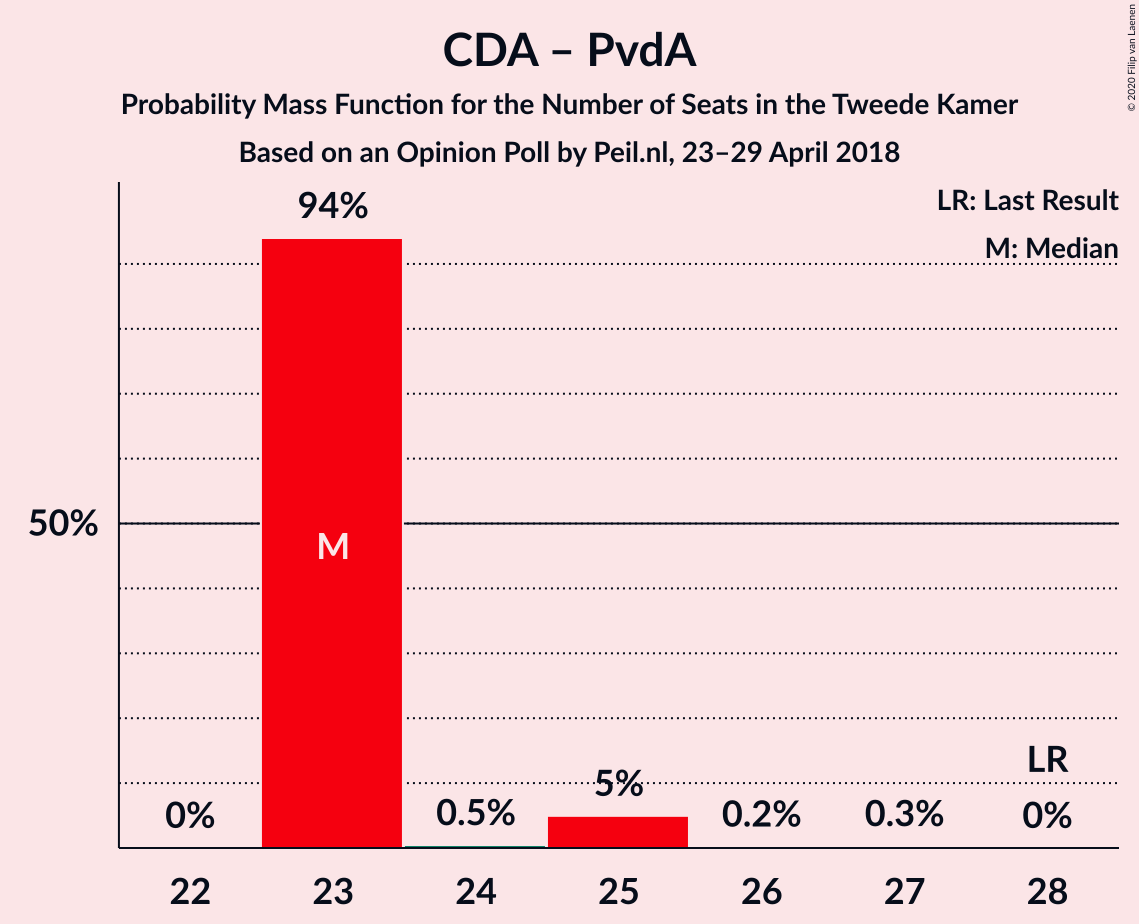 CDA – PvdA
Probability Mass Function for the Number of Seats in the Tweede Kamer
Based on an Opinion Poll by Peil.nl, 23–29 April 2018
© 2020 Filip van Laenen
LR: Last Result
M: Median
94%
50%
M
LR
0%
0.5%
5%
0.2%
0.3%
0%
22
23
24
25
26
27
28